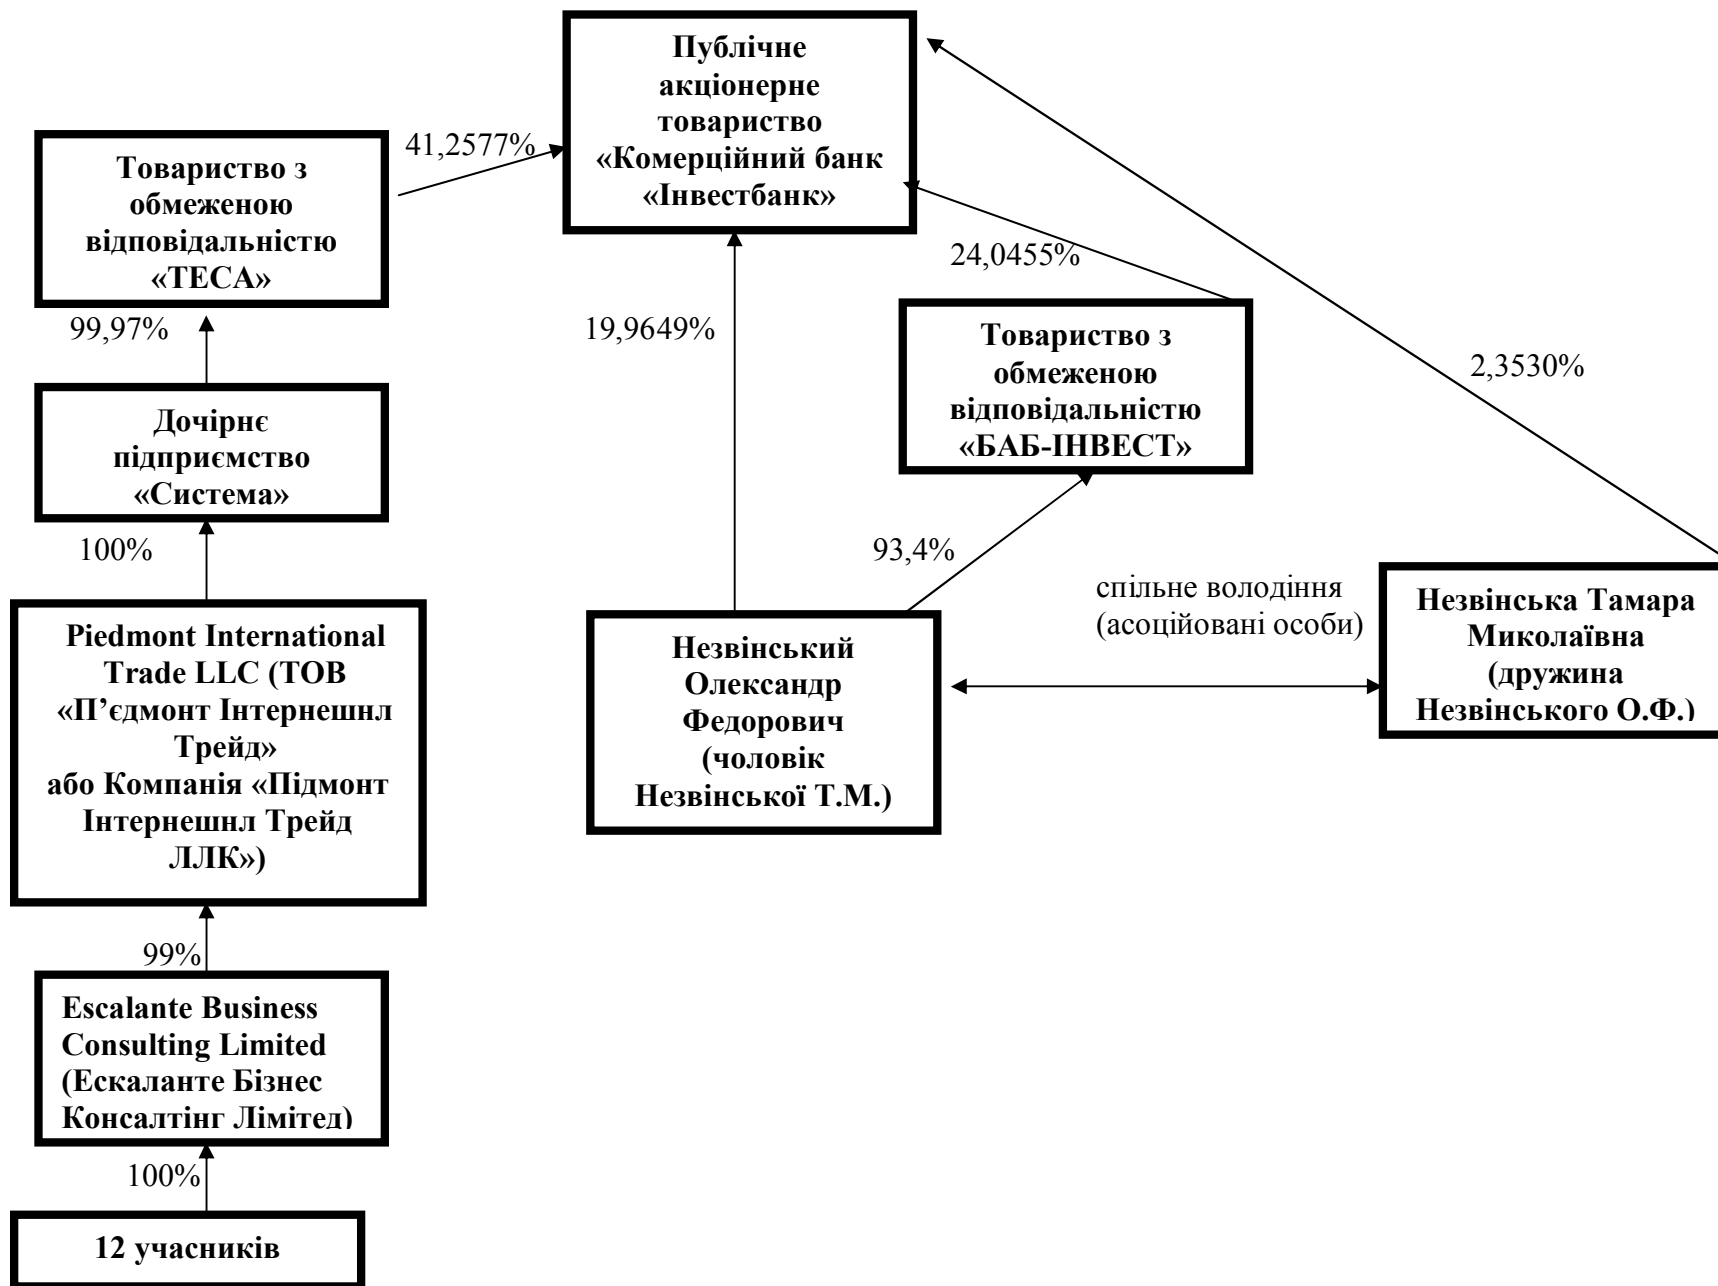 Публічне
акціонерне
товариство
«Комерційний банк
«Інвестбанк»
41,2577%
Товариство з
обмеженою
відповідальністю
«ТЕСА»
24,0455%
99,97%
19,9649%
Товариство з
обмеженою
відповідальністю
«БАБ-ІНВЕСТ»
2,3530%
Дочірнє
підприємство
«Система»
100%
93,4%
спільне володіння
(асоційовані особи)
Незвінська Тамара
Миколаївна
(дружина
Незвінського О.Ф.)
Piedmont International
Trade LLC (ТОВ
«П’єдмонт Інтернешнл
Трейд»
або Компанія «Підмонт
Інтернешнл Трейд
ЛЛК»)
Незвінський
Олександр
Федорович
(чоловік
Незвінської Т.М.)
99%
Escalante Business
Consulting Limited
(Ескаланте Бізнес
Консалтінг Лімітед)
100%
12 учасників